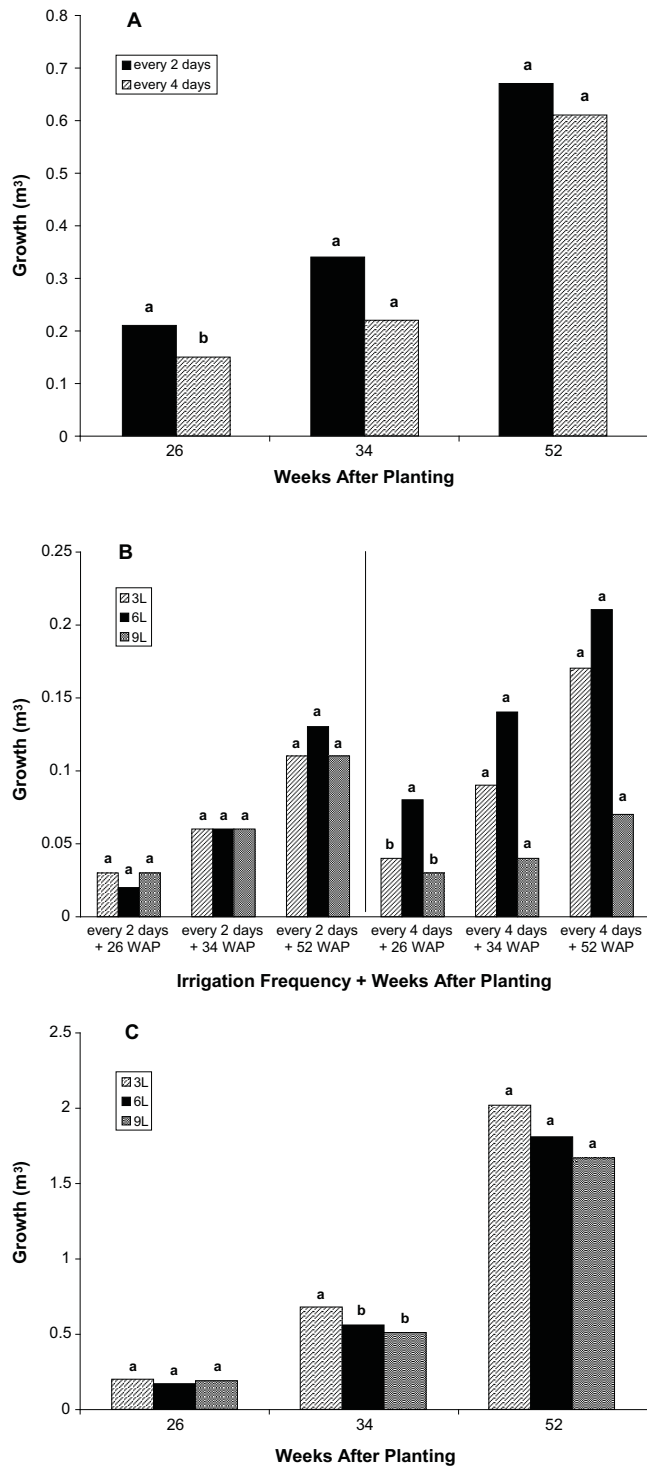 A
every 2 days
every 4 days
0.8
0.7
0.6
0.5
0.4
0.3
0.2
0.1
0
Growth (m³)
a
b
a
a
a
a
26
34
52
Weeks After Planting
B
3L
6L
9L
0.25
0.2
0.15
0.1
0.05
0
Growth (m³)
a
a
a
a
a
a
a
a
a
b
a
b
a
a
a
a
a
a
every 2 days every 2 days every 2 days every 4 days every 4 days every 4 days
+ 26 WAP + 34 WAP + 52 WAP + 26 WAP + 34 WAP + 52 WAP
Irrigation Frequency + Weeks After Planting
C
3L
6L
9L
2.5
2
1.5
1
0.5
0
Growth (m³)
a
a
a
a
b
b
a
a
a
26
34
52
Weeks After Planting